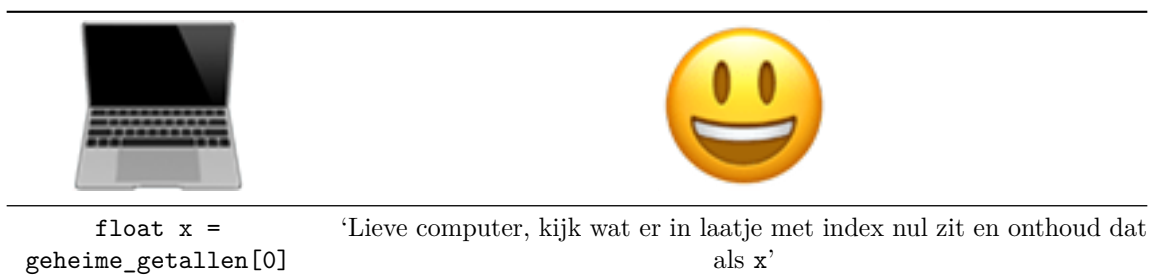 float x =
geheime_getallen[0]
‘Lieve computer, kijk wat er in laatje met index nul zit en onthoud dat
als x’